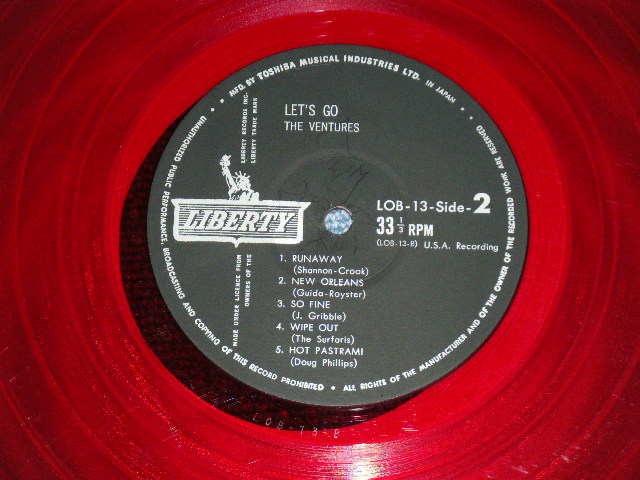 MFD. BY TOSHIBA MUSICAL INDUSTRIES LTD. IN JAPAN
UNAUTHORIZED PUBLIC PERFORMANCE, BROADCASTING AND COPYING OF THIS RECORD PROHIBITED • ALL RIGHTS OF THE MANUFACTURER AND OF THE OWNER OF THE RECORDED WORK ARE RESERVED
LIBERTY RECORDS INC.
LIBERTY TRADE MARK
OWNERS OF THE
MADE UNDER LICENCE FROM
LET'S GO
THE VENTURES
LIBERTY
LOB-13-Side-2
33 1/3 RPM
(LOB-13-B) U.S.A. Recording
1. RUNAWAY
(Shannon-Crook)
2. NEW ORLEANS
(Guida-Royster)
3. SO FINE
(J. Gribble)
4. WIPE OUT
(The Surfaris)
5. HOT PASTRAMI
(Doug Phillips)
LOB-13-B